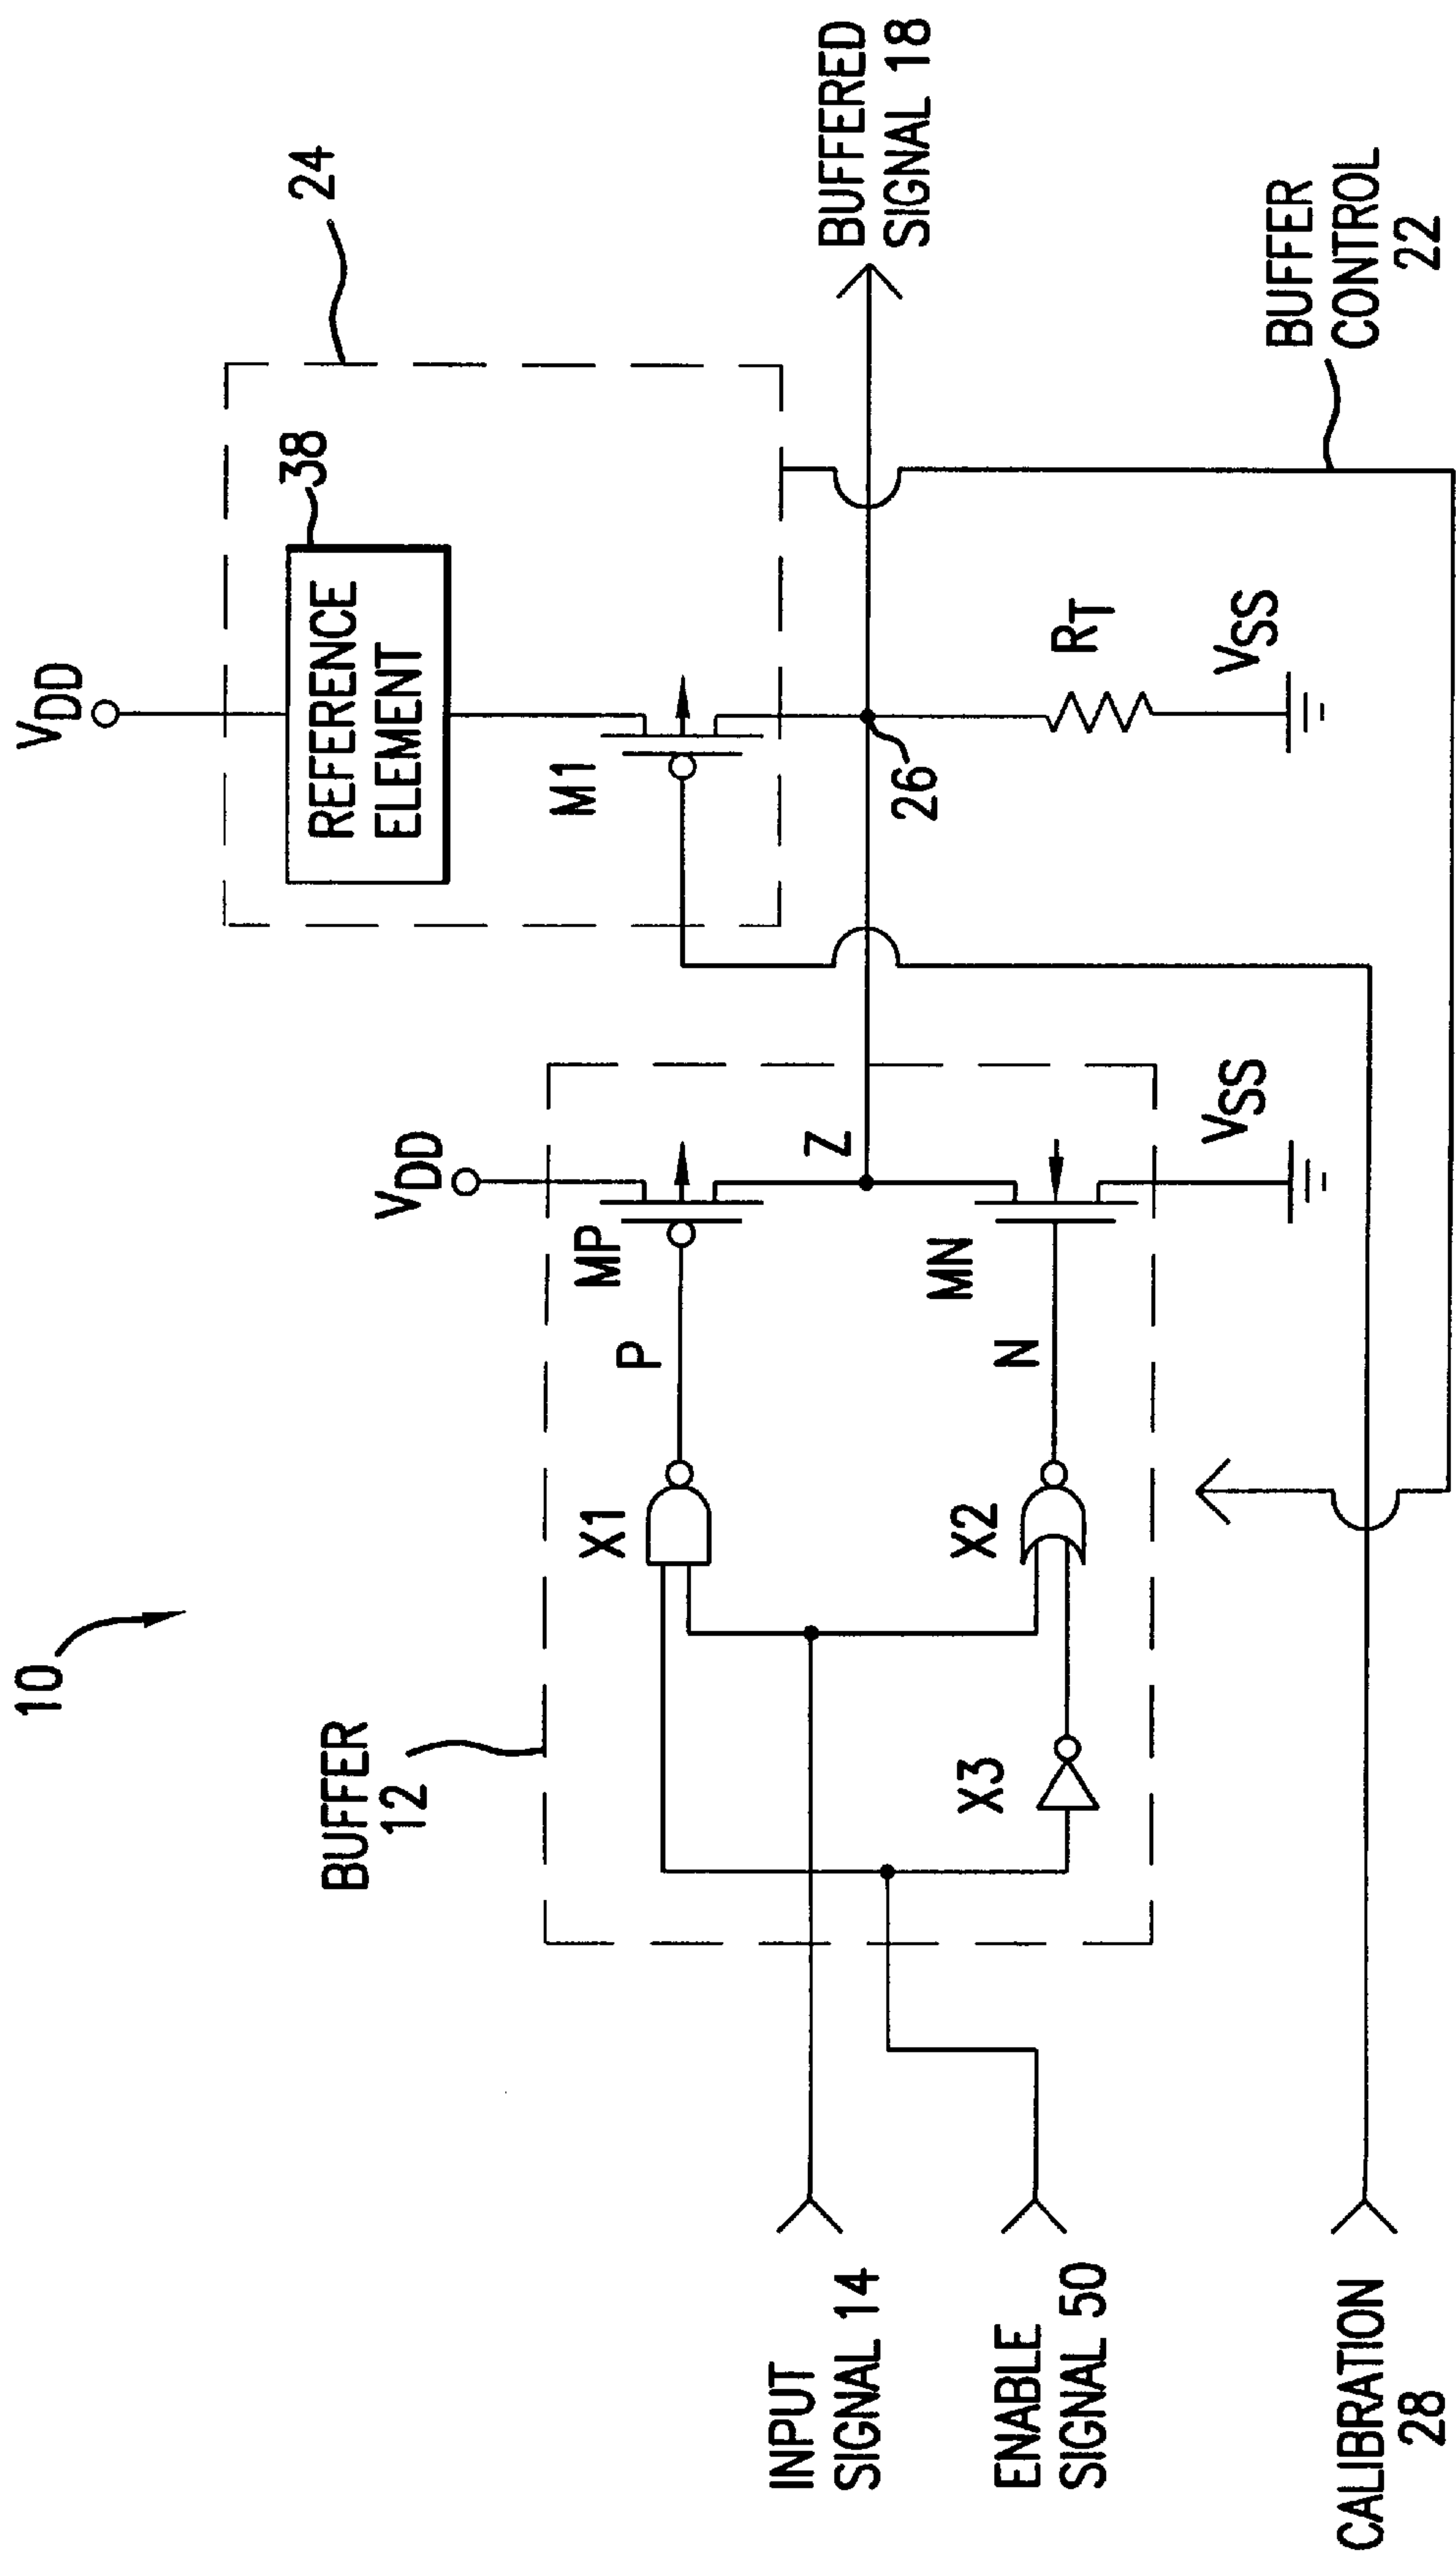 10
BUFFER
12
INPUT
SIGNAL 14
ENABLE
SIGNAL 50
CALIBRATION
28
X1
X2
X3
P
N
VDD
MP
MN
Z
VSS
VDD
24
38
REFERENCE
ELEMENT
M1
26
RT
VSS
BUFFERED
SIGNAL 18
BUFFER
CONTROL
22